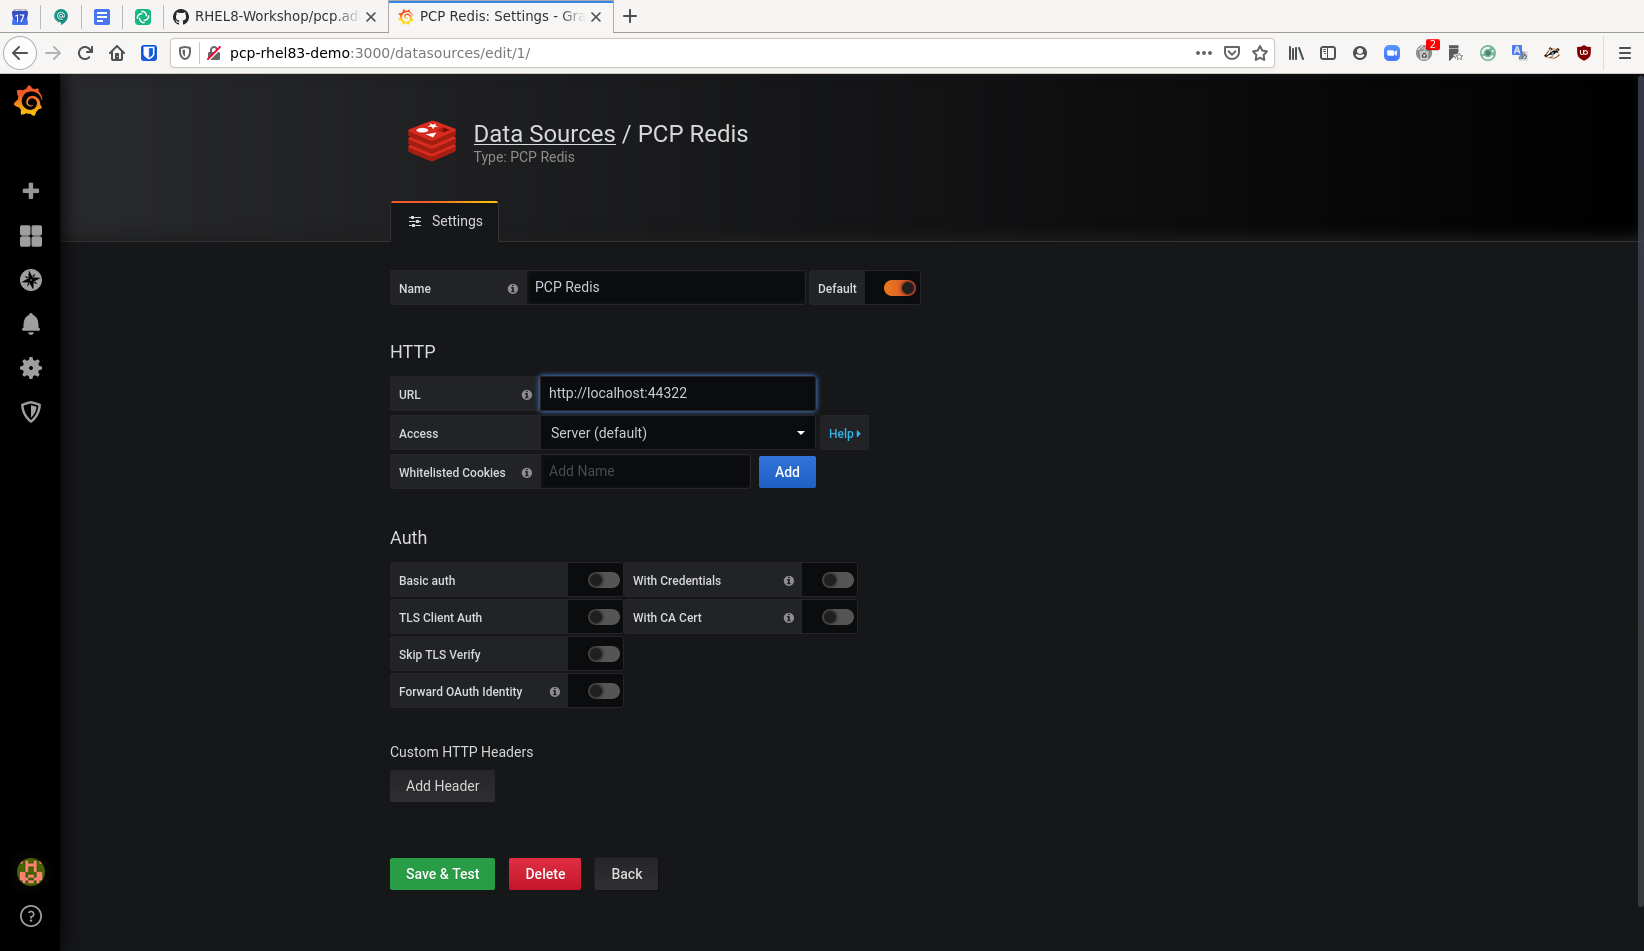 17
RHEL8-Workshop/pcp.ad
PCP Redis: Settings - Gra
pcp-rhel83-demo:3000/datasources/edit/1/
2
Data Sources / PCP Redis
Type: PCP Redis
Settings
Name
PCP Redis
Default
HTTP
URL
http://localhost:44322
Access
Server (default)
Help
Whitelisted Cookies
Add Name
Add
Auth
Basic auth
With Credentials
TLS Client Auth
With CA Cert
Skip TLS Verify
Forward OAuth Identity
Custom HTTP Headers
Add Header
Save & Test
Delete
Back